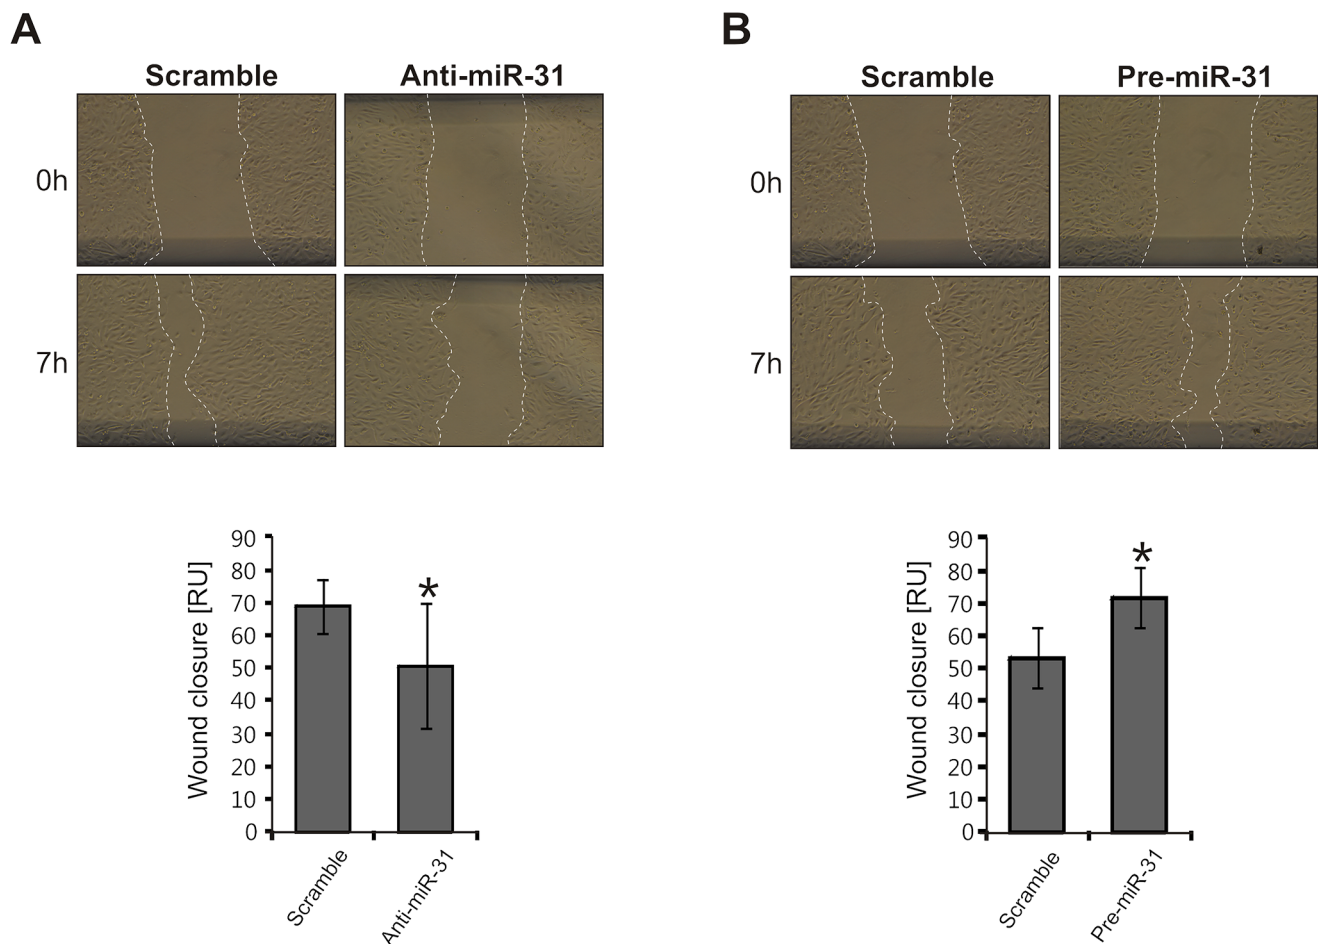 A
B
Scramble
Anti-miR-31
Scramble
Pre-miR-31
0h
0h
7h
7h
Wound closure [RU]
90
80
70
60
50
40
30
20
10
0
*
Scramble
Anti-miR-31
Wound closure [RU]
90
80
70
60
50
40
30
20
10
0
*
Scramble
Pre-miR-31